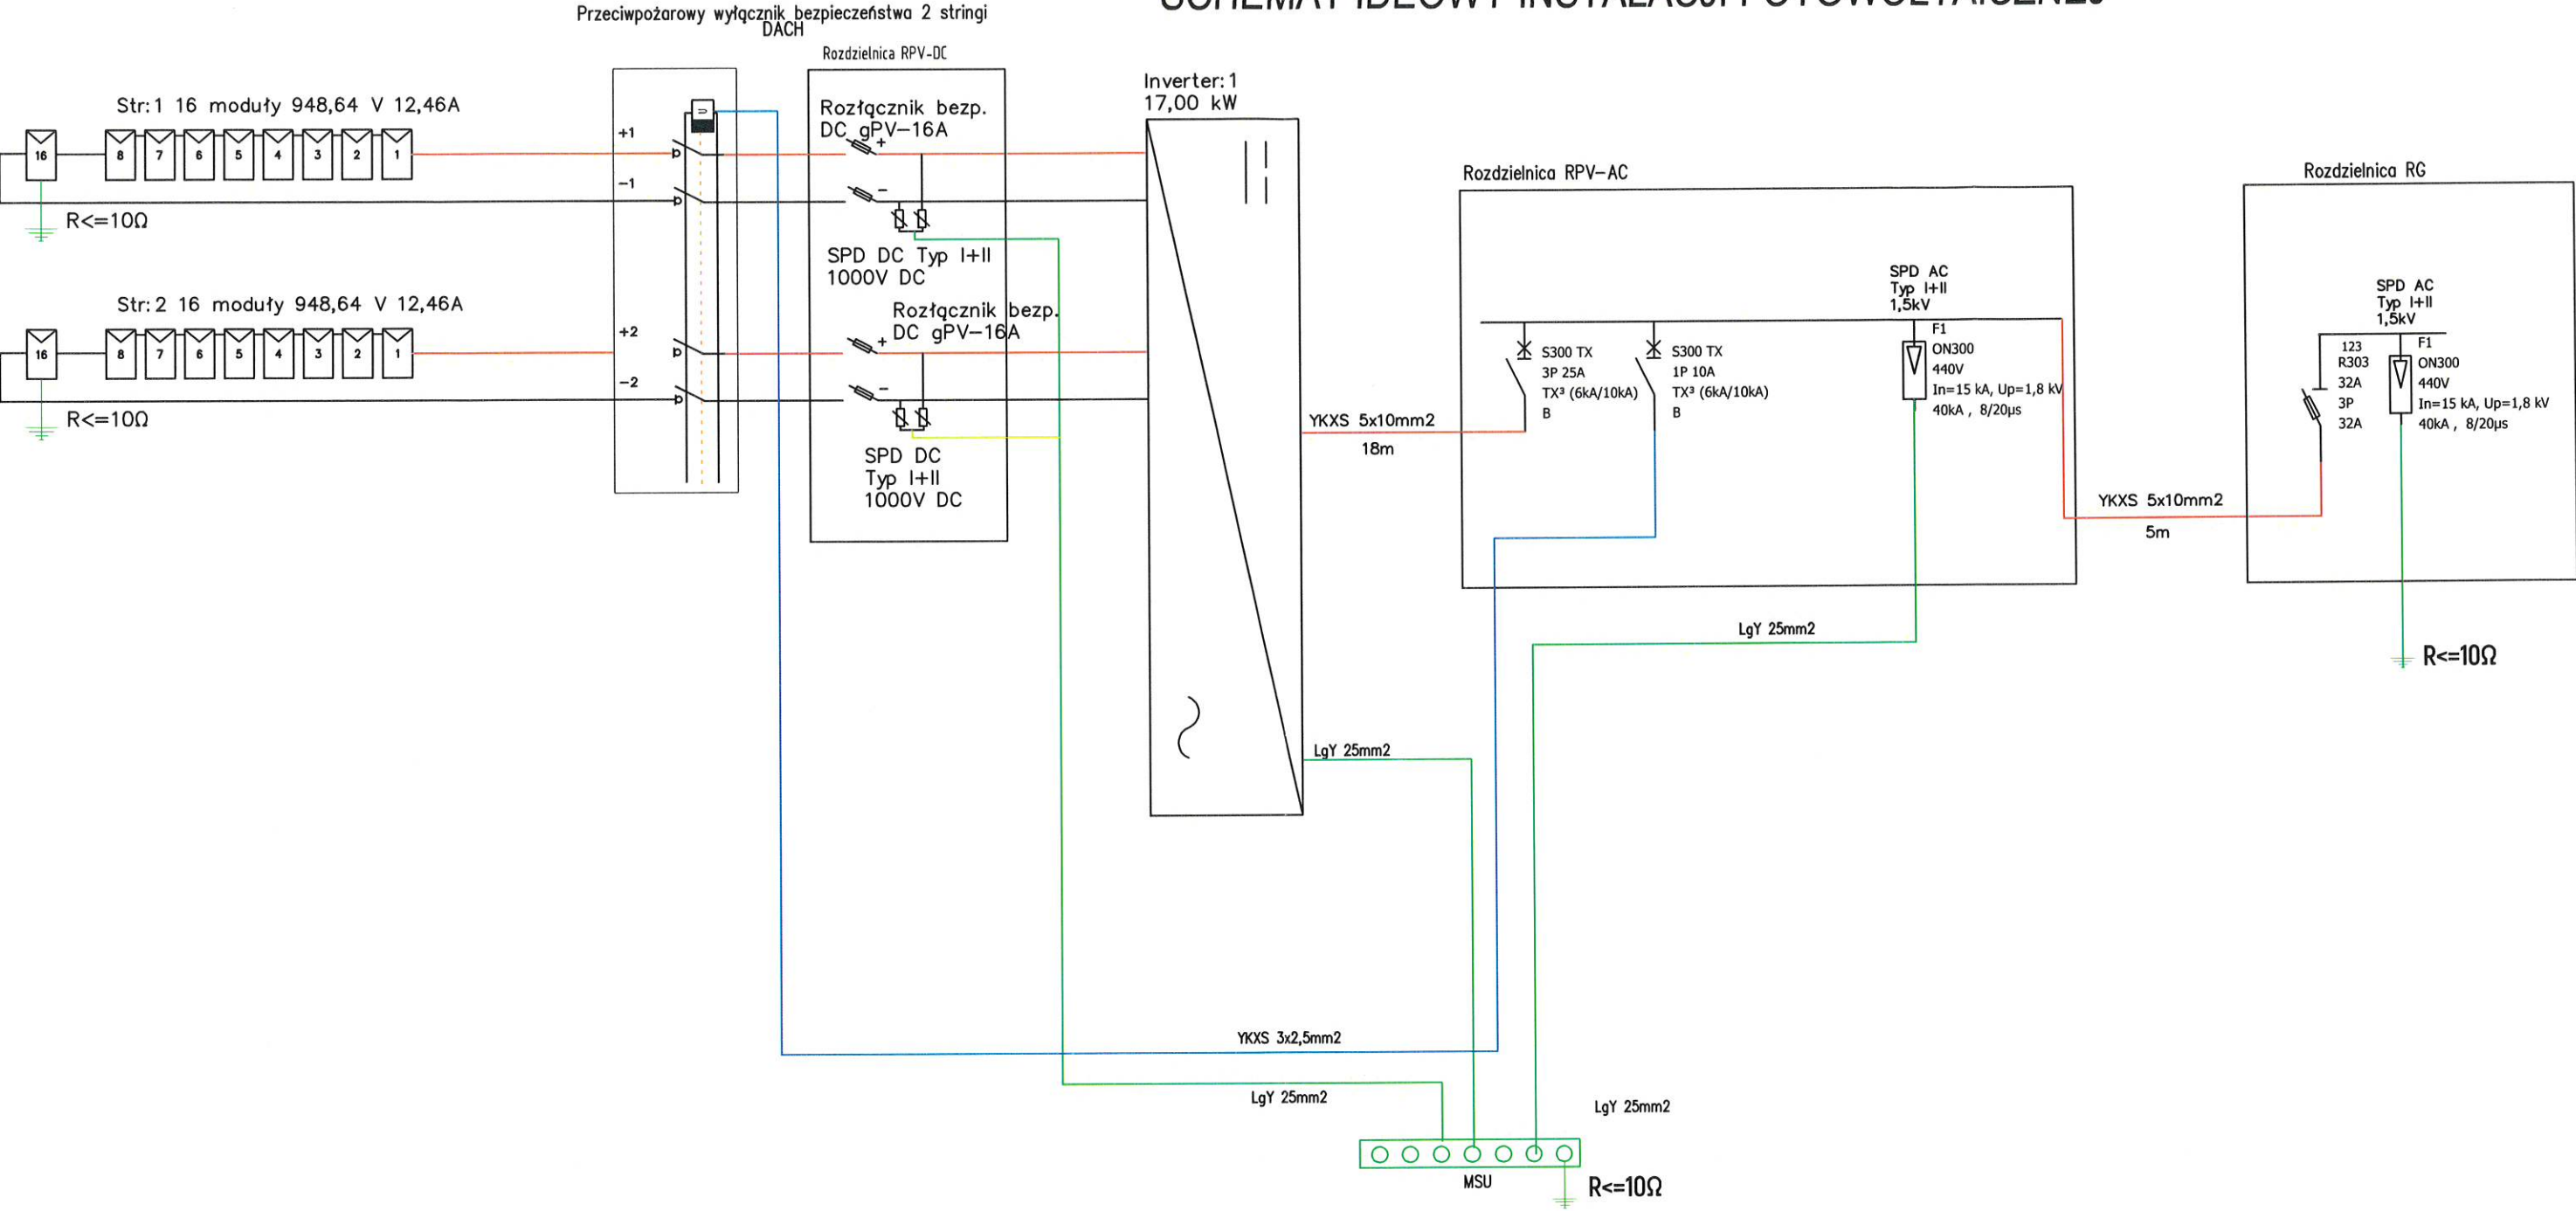 SCHEMAT IDEOWY INSTALACJI FOTOWOLTAICZNEJ
Przeciwpożarowy wyłącznik bezpieczeństwa 2 stringi
DACH
Rozdzielnica RPV-DC
Str:1 16 moduły 948,64 V 12,46A
16 8 7 6 5 4 3 2 1
R<=10Ω
+1
-1
Rozłącznik bezp.
DC gPV-16A
+
-
SPD DC Typ I+II
1000V DC
Str:2 16 moduły 948,64 V 12,46A
16 8 7 6 5 4 3 2 1
R<=10Ω
+2
-2
Rozłącznik bezp.
DC gPV-16A
+
-
SPD DC
Typ I+II
1000V DC
Inverter:1
17,00 kW
YKXS 5x10mm2
18m
Rozdzielnica RPV-AC
S300 TX
3P 25A
TX³ (6kA/10kA)
B
S300 TX
1P 10A
TX³ (6kA/10kA)
B
SPD AC
Typ I+II
1,5kV
F1
ON300
440V
In=15 kA, Up=1,8 kV
40kA , 8/20µs
YKXS 5x10mm2
5m
Rozdzielnica RG
SPD AC
Typ I+II
1,5kV
123
R303
32A
3P
32A
F1
ON300
440V
In=15 kA, Up=1,8 kV
40kA , 8/20µs
R<=10Ω
LgY 25mm2
LgY 25mm2
YKXS 3x2,5mm2
LgY 25mm2
LgY 25mm2
MSU
R<=10Ω